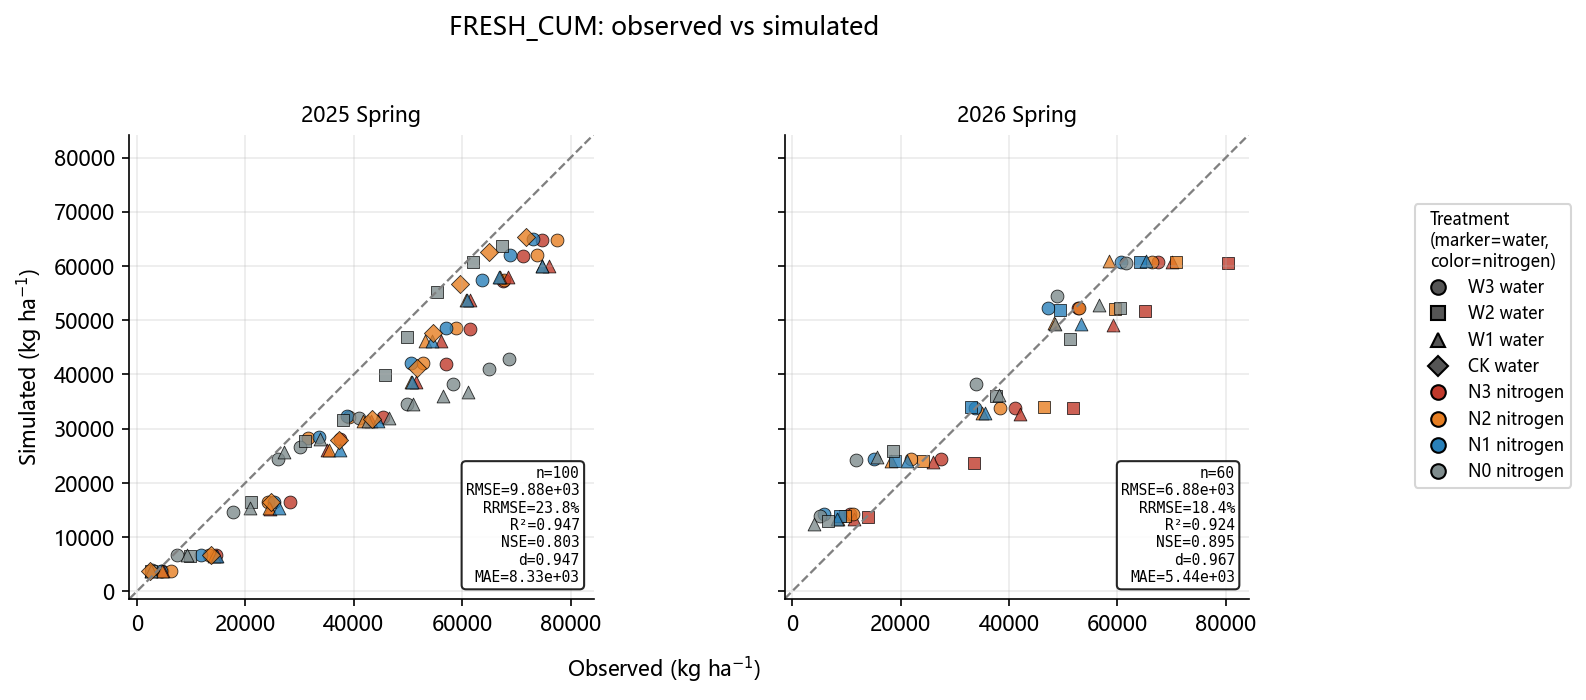 FRESH_CUM: observed vs simulated
2025 Spring
2026 Spring
80000
70000
60000
50000
40000
30000
20000
10000
0
Simulated (kg ha⁻¹)
n=100
RMSE=9.88e+03
RRMSE=23.8%
R²=0.947
NSE=0.803
d=0.947
MAE=8.33e+03
n=60
RMSE=6.88e+03
RRMSE=18.4%
R²=0.924
NSE=0.895
d=0.967
MAE=5.44e+03
0 20000 40000 60000 80000
0 20000 40000 60000 80000
Observed (kg ha⁻¹)
Treatment
(marker=water,
color=nitrogen)
W3 water
W2 water
W1 water
CK water
N3 nitrogen
N2 nitrogen
N1 nitrogen
N0 nitrogen